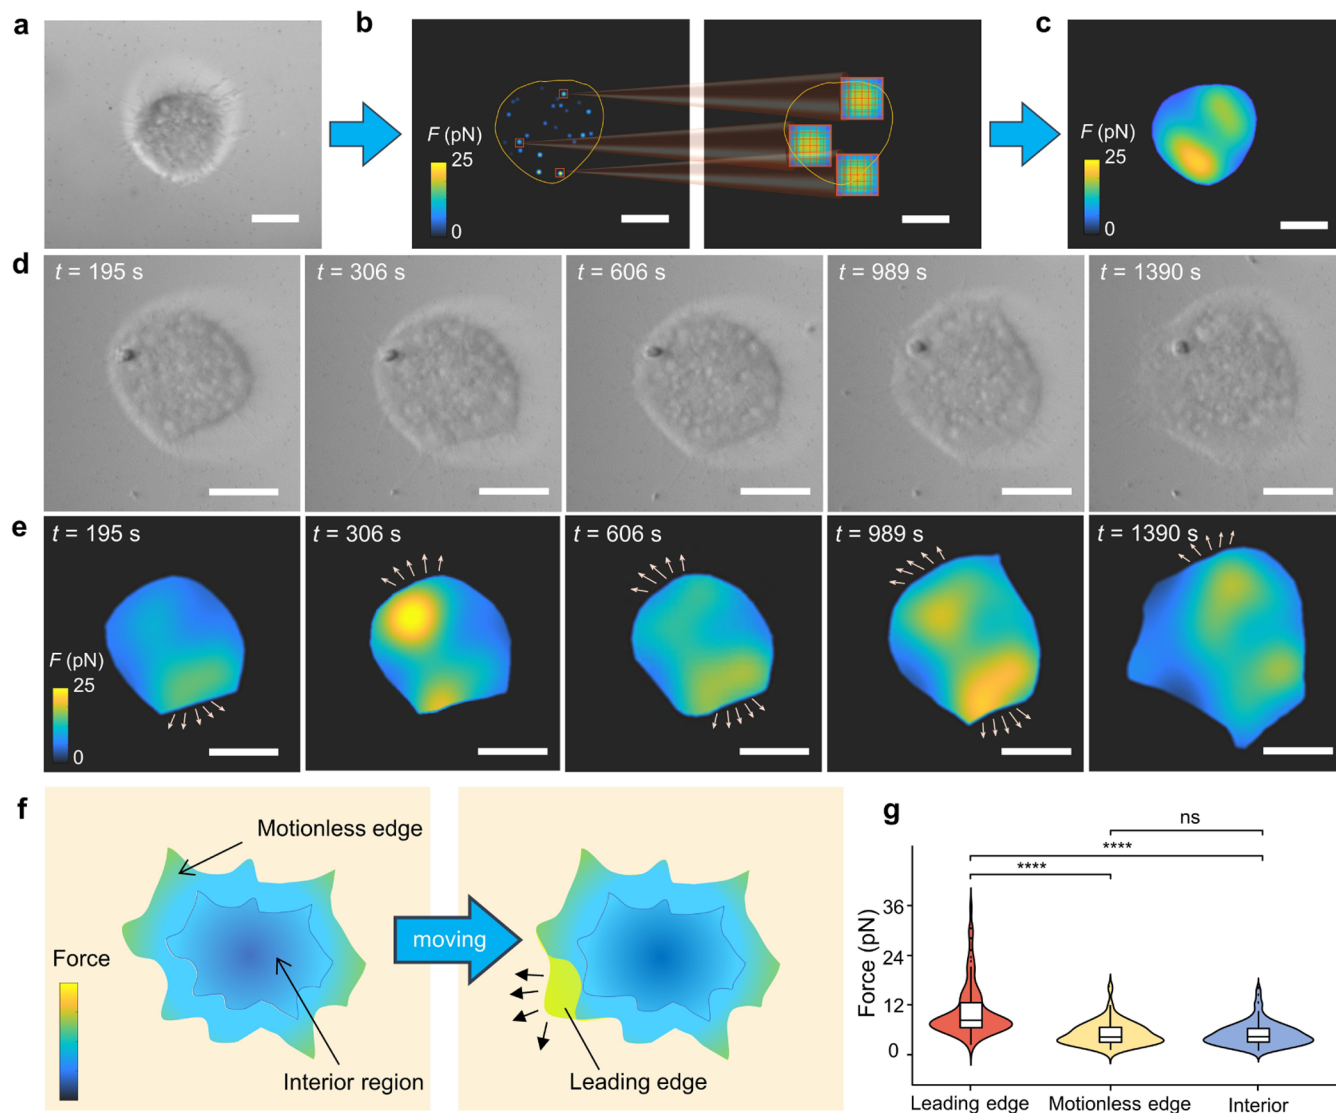 a
b
c
F (pN)
25
0
F (pN)
25
0
d
t = 195 s
t = 306 s
t = 606 s
t = 989 s
t = 1390 s
e
t = 195 s
t = 306 s
t = 606 s
t = 989 s
t = 1390 s
F (pN)
25
0
f
Motionless edge
Force
moving
Interior region
Leading edge
g
ns
****
****
Force (pN)
36
24
12
0
Leading edge
Motionless edge
Interior